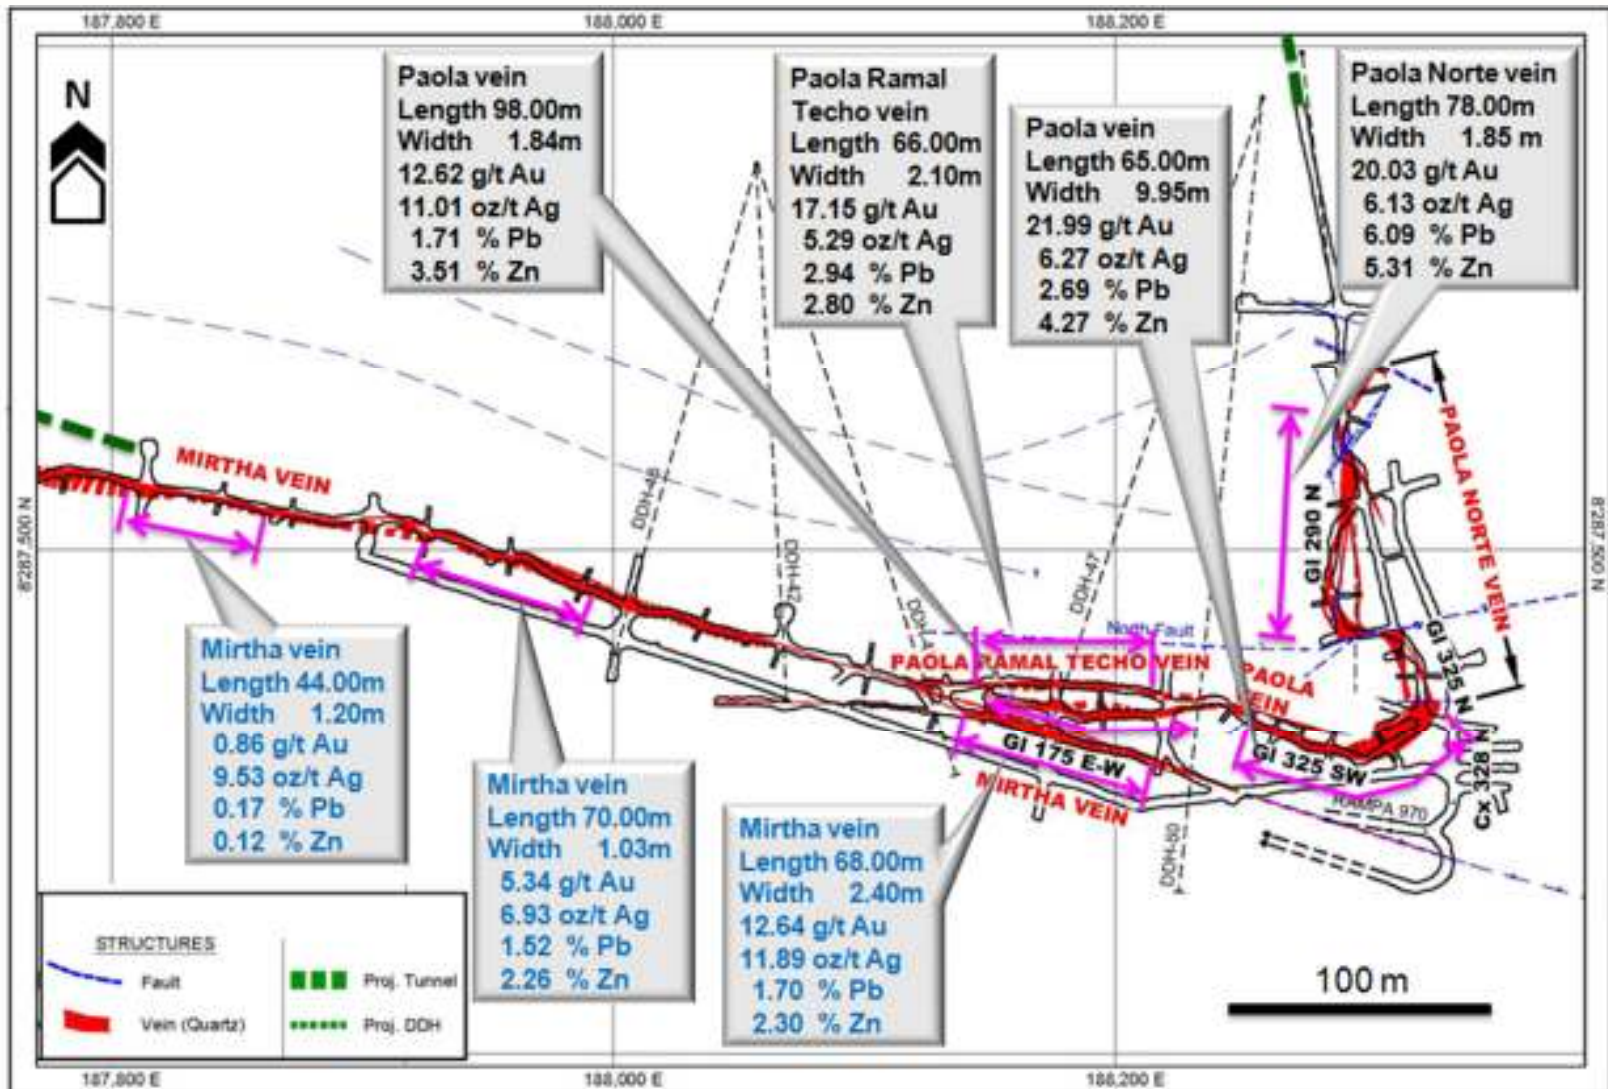 187,800 E
188,000 E
188,200 E
N
Paola vein
Length 98.00m
Width 1.84m
12.62 g/t Au
11.01 oz/t Ag
1.71 % Pb
3.51 % Zn
Paola Ramal
Techo vein
Length 66.00m
Width 2.10m
17.15 g/t Au
5.29 oz/t Ag
2.94 % Pb
2.80 % Zn
Paola vein
Length 65.00m
Width 9.95m
21.99 g/t Au
6.27 oz/t Ag
2.69 % Pb
4.27 % Zn
Paola Norte vein
Length 78.00m
Width 1.85 m
20.03 g/t Au
6.13 oz/t Ag
6.09 % Pb
5.31 % Zn
MIRTHA VEIN
8'287,500 N
8'287,500 N
DDH-42
DDH-47
GI 290 N
PAOLA NORTE VEIN
GI 325 N
North Fault
PAOLA RAMAL TECHO VEIN
PAOLA
VEIN
GI 175 E-W
MIRTHA VEIN
GI 325 SW
Cx 328 N
RAMPA 970
Mirtha vein
Length 44.00m
Width 1.20m
0.86 g/t Au
9.53 oz/t Ag
0.17 % Pb
0.12 % Zn
Mirtha vein
Length 70.00m
Width 1.03m
5.34 g/t Au
6.93 oz/t Ag
1.52 % Pb
2.26 % Zn
Mirtha vein
Length 68.00m
Width 2.40m
12.64 g/t Au
11.89 oz/t Ag
1.70 % Pb
2.30 % Zn
STRUCTURES
Fault
Vein (Quartz)
Proj. Tunnel
Proj. DDH
100 m
187,800 E
188,000 E
188,200 E